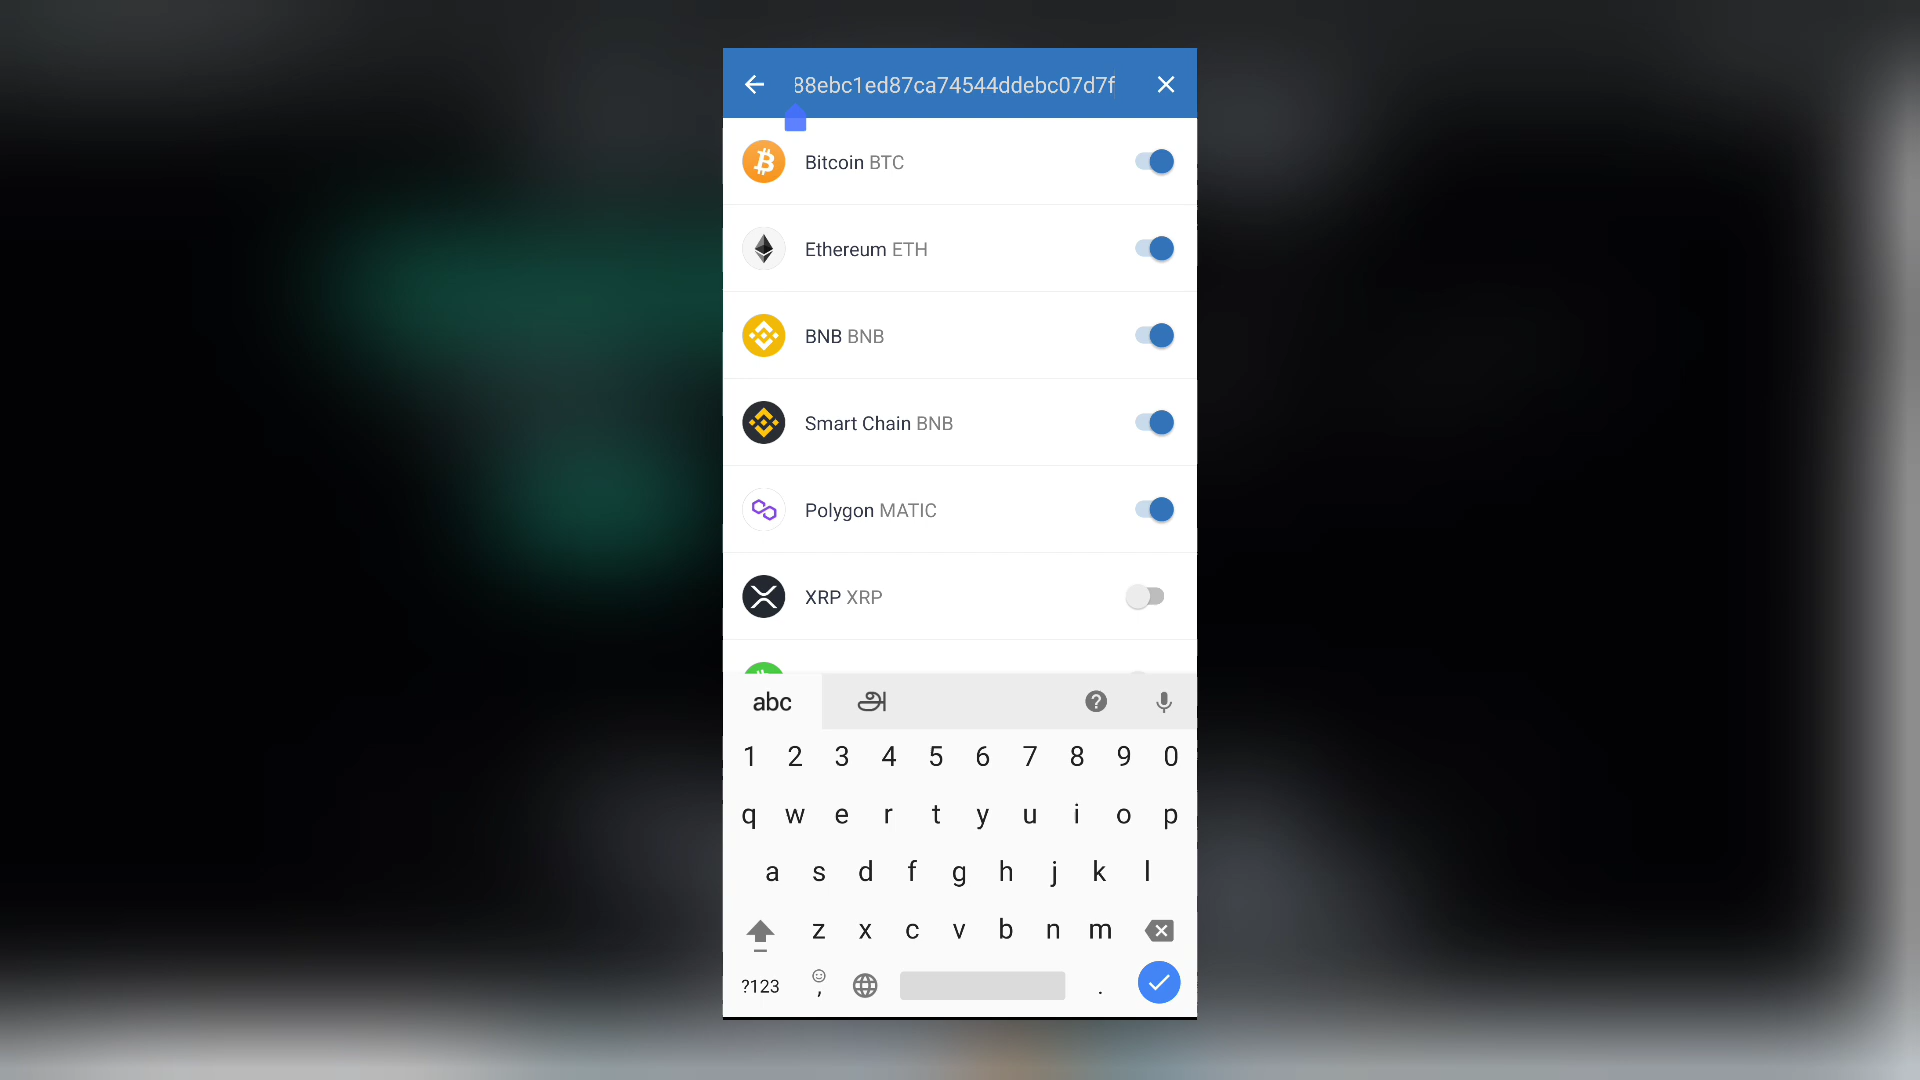 88ebc1ed87ca74544ddebc07d7f
Bitcoin BTC
Ethereum ETH
BNB BNB
Smart Chain BNB
Polygon MATIC
XRP XRP
abc அ
1 2 3 4 5 6 7 8 9 0
q w e r t y u i o p
a s d f g h j k l
z x c v b n m
?123 , .